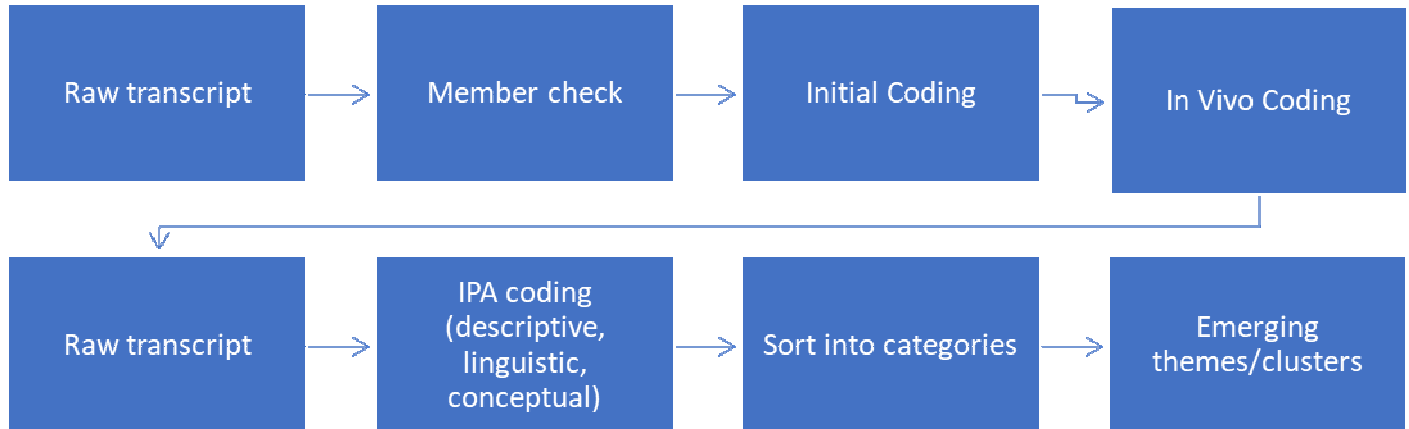 Raw transcript
Member check
Initial Coding
In Vivo Coding
Raw transcript
IPA coding
(descriptive,
linguistic,
conceptual)
Sort into categories
Emerging
themes/clusters